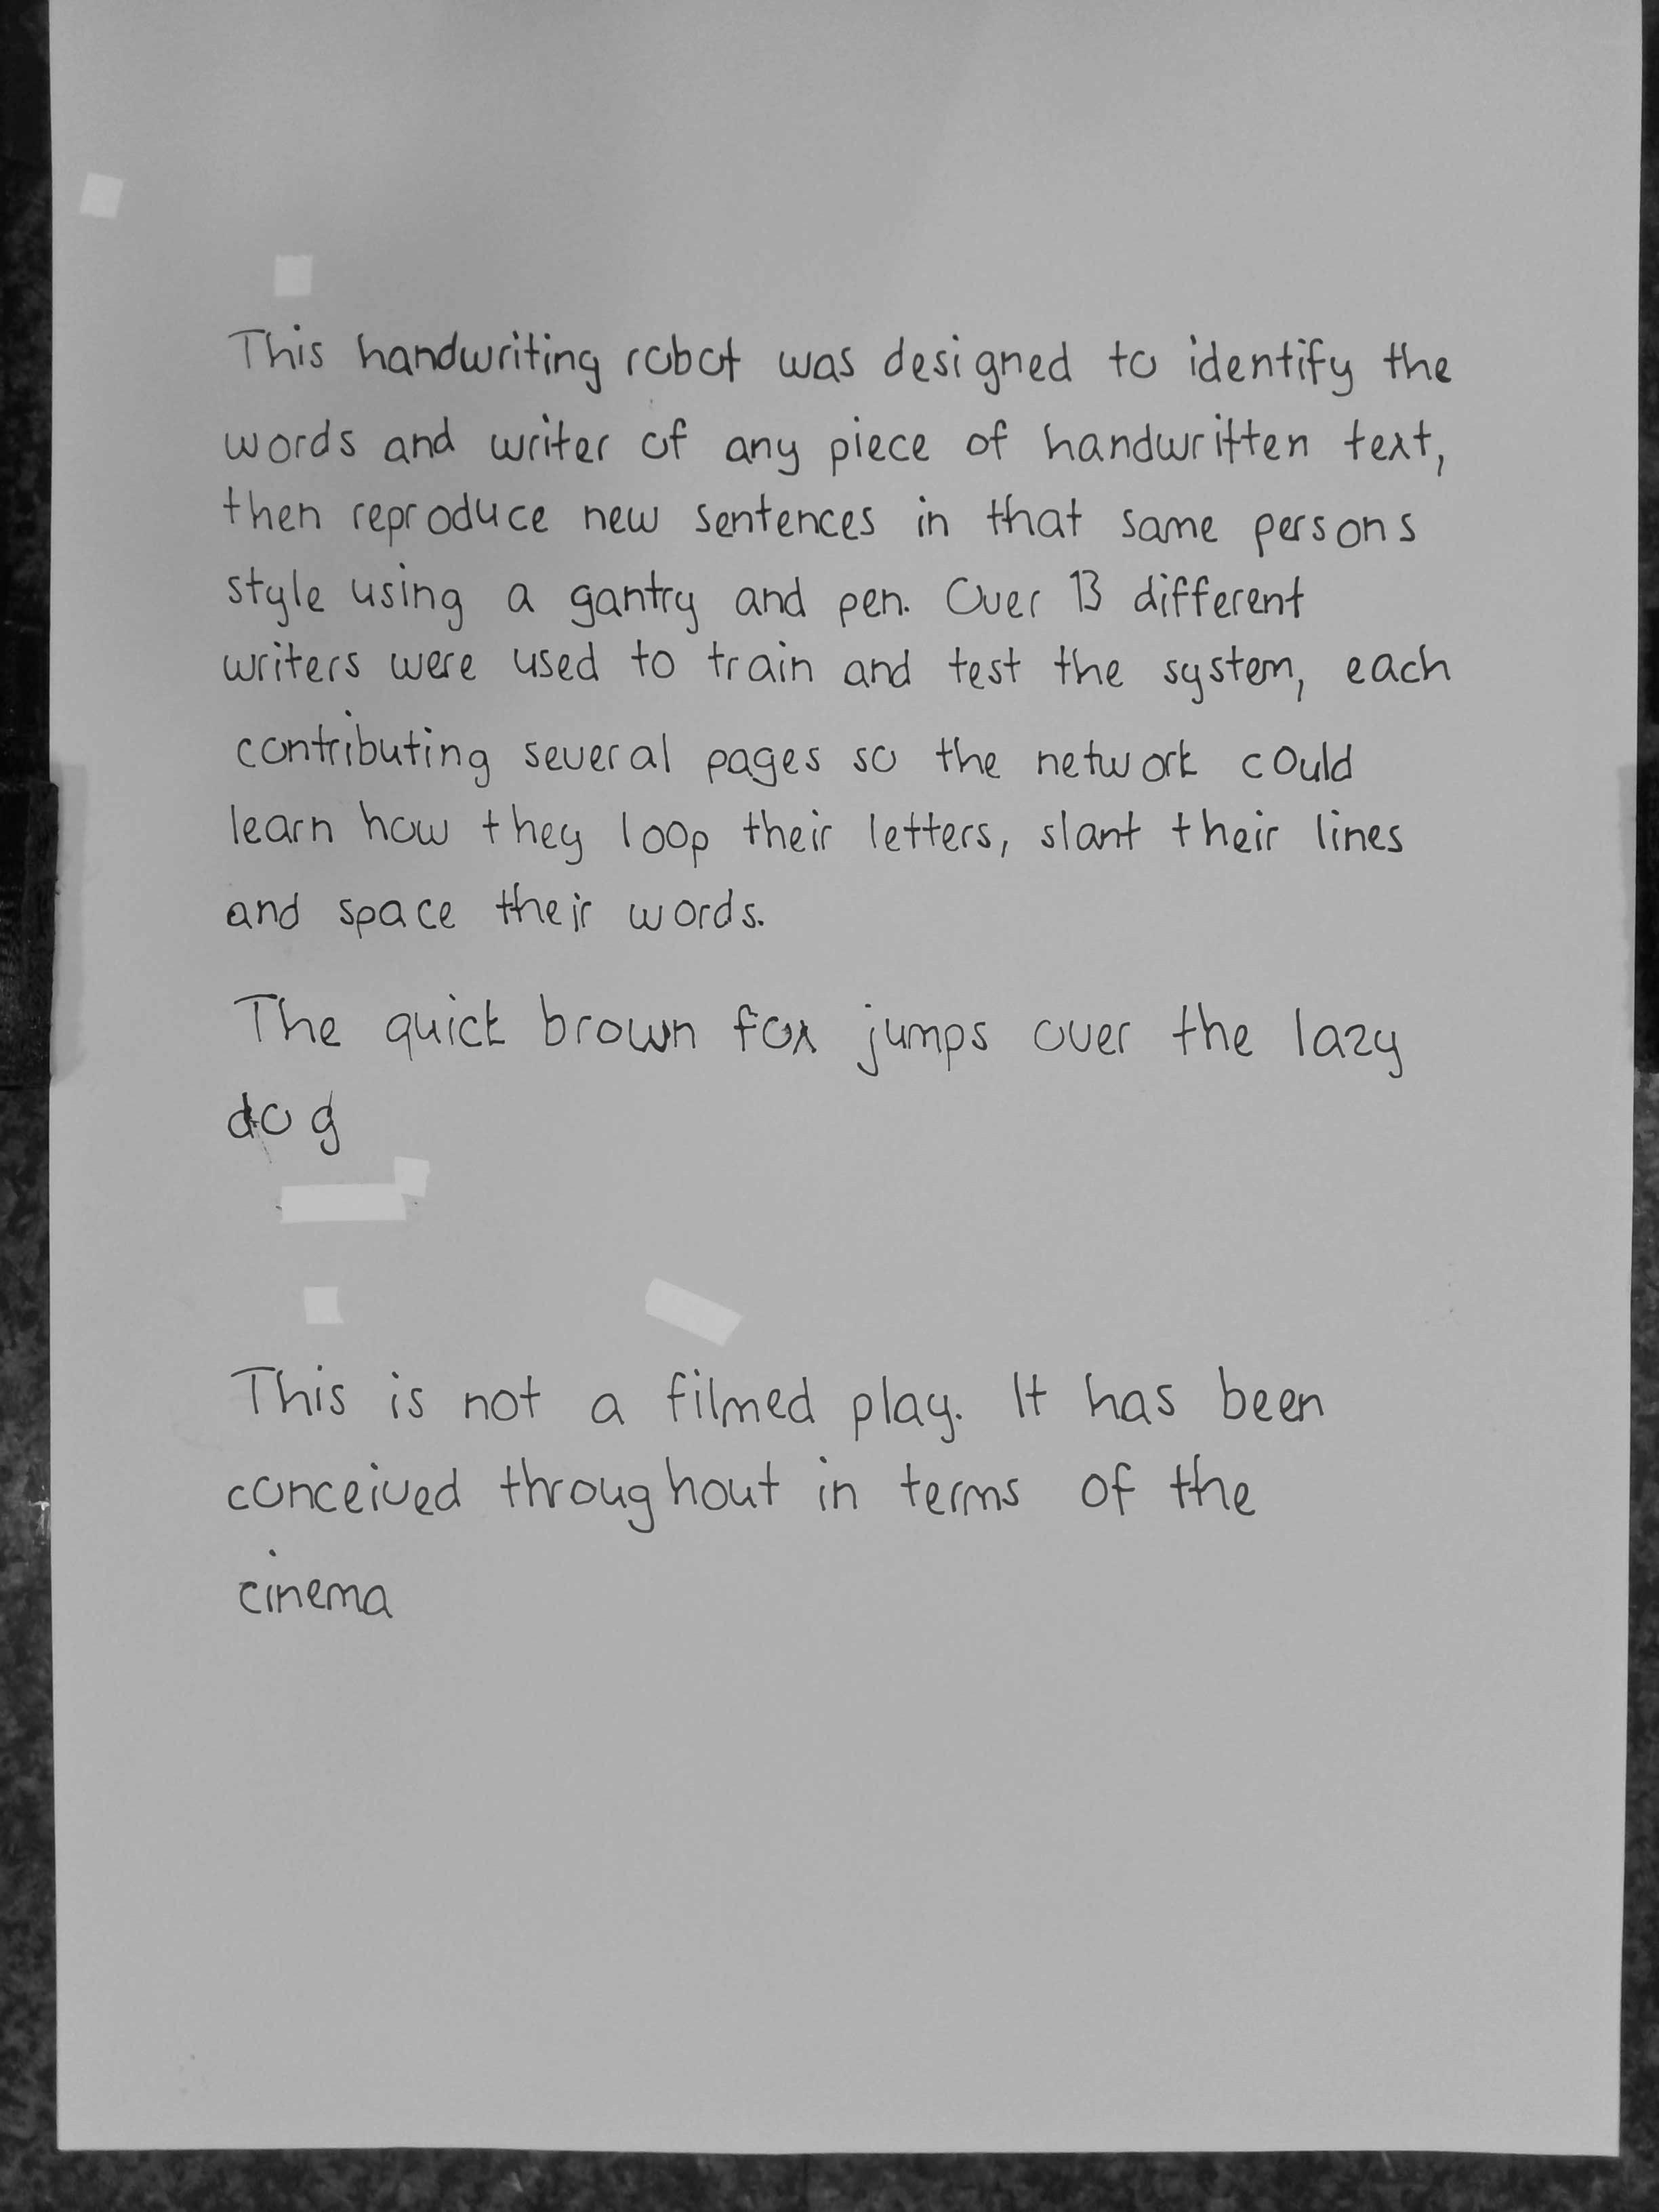 This handwriting robot was designed to identify the
words and writer of any piece of handwritten text,
then reproduce new sentences in that same persons
style using a gantry and pen. Over 13 different
writers were used to train and test the system, each
contributing several pages so the network could
learn how they loop their letters, slant their lines
and space their words.
The quick brown fox jumps over the lazy
dog
This is not a filmed play. It has been
conceived throughout in terms of the
cinema